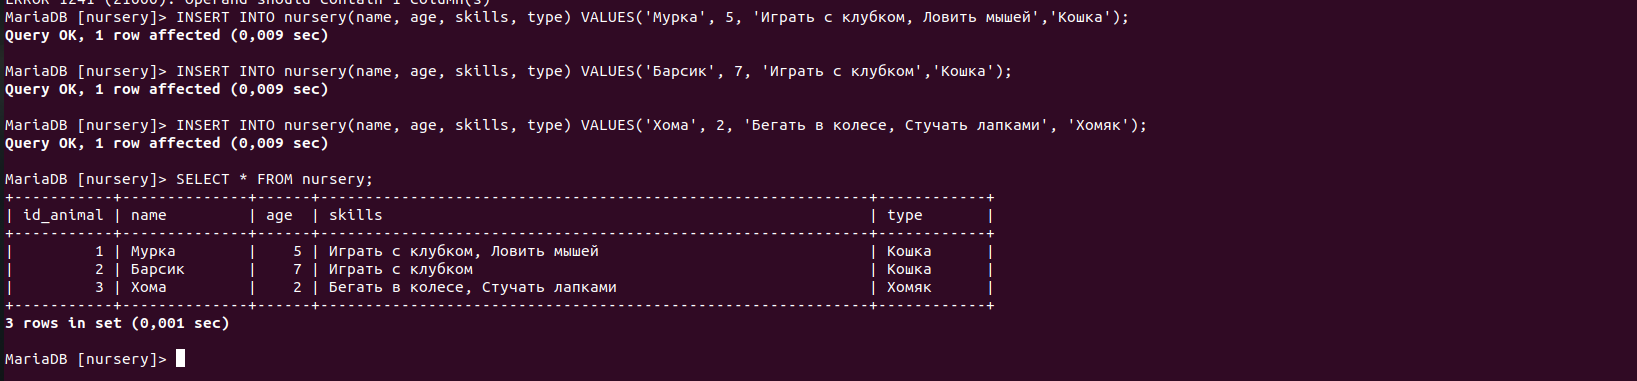 ERROR 1241 (21000): Operand should contain 1 column(s)
MariaDB [nursery]> INSERT INTO nursery(name, age, skills, type) VALUES('Мурка', 5, 'Играть с клубком, Ловить мышей','Кошка');
Query OK, 1 row affected (0,009 sec)
MariaDB [nursery]> INSERT INTO nursery(name, age, skills, type) VALUES('Барсик', 7, 'Играть с клубком','Кошка');
Query OK, 1 row affected (0,009 sec)
MariaDB [nursery]> INSERT INTO nursery(name, age, skills, type) VALUES('Хома', 2, 'Бегать в колесе, Стучать лапками', 'Хомяк');
Query OK, 1 row affected (0,009 sec)
MariaDB [nursery]> SELECT * FROM nursery;
+-----------+--------------+------+-------------------------------------------------------------+------------+
| id_animal | name         | age  | skills                                                      | type       |
+-----------+--------------+------+-------------------------------------------------------------+------------+
|         1 | Мурка        |    5 | Играть с клубком, Ловить мышей                              | Кошка      |
|         2 | Барсик       |    7 | Играть с клубком                                            | Кошка      |
|         3 | Хома         |    2 | Бегать в колесе, Стучать лапками                            | Хомяк      |
+-----------+--------------+------+-------------------------------------------------------------+------------+
3 rows in set (0,001 sec)
MariaDB [nursery]>